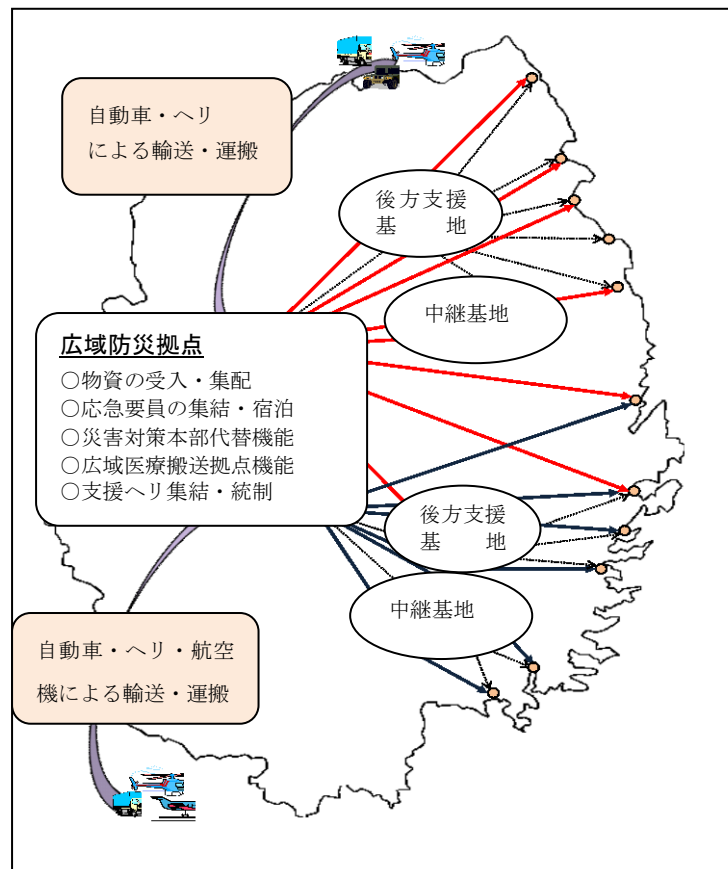 自動車・ヘリ
による輸送・運搬
後方支援
基　　地
中継基地
広域防災拠点
○物資の受入・集配
○応急要員の集結・宿泊
○災害対策本部代替機能
○広域医療搬送拠点機能
○支援ヘリ集結・統制
後方支援
基　　地
中継基地
自動車・ヘリ・航空
機による輸送・運搬